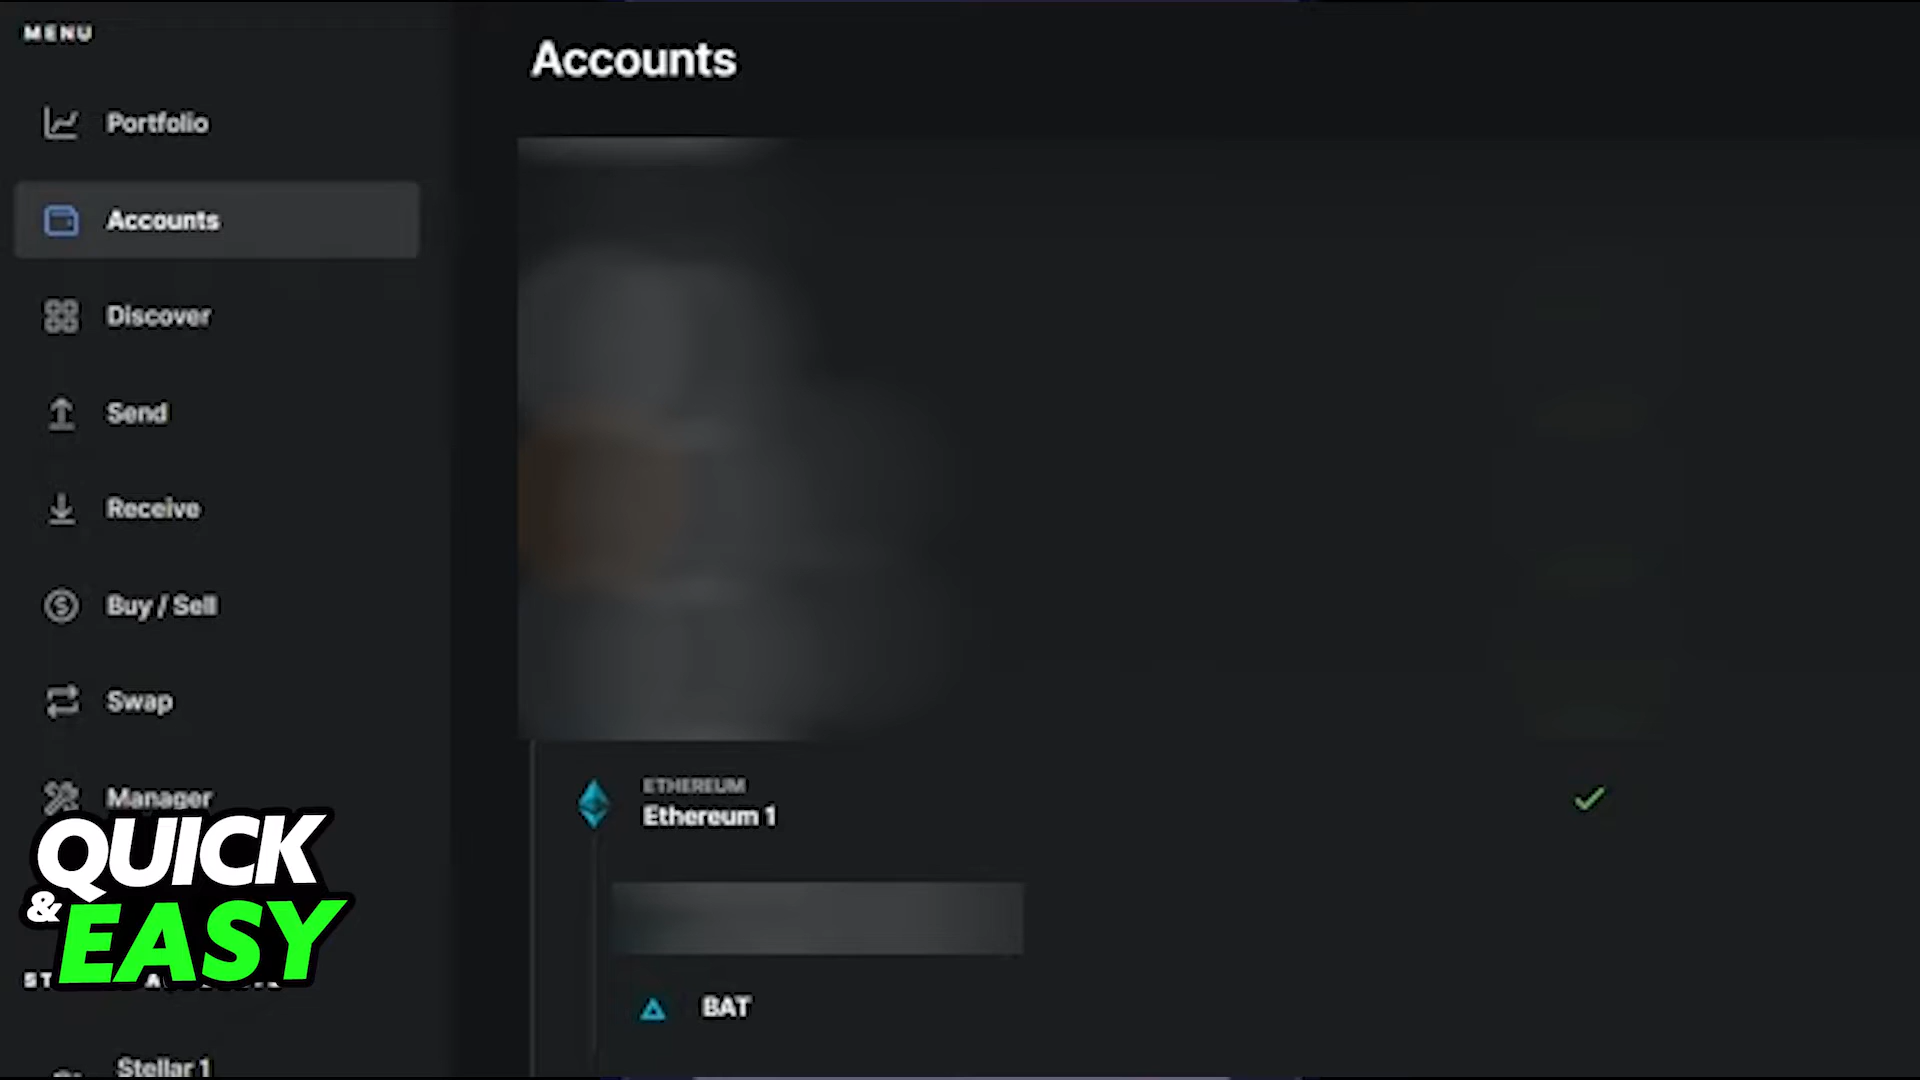 MENU
Portfolio
Accounts
Discover
Send
Receive
Buy / Sell
Swap
Manager
QUICK
& EASY
ST
Stellar 1
Accounts
ETHEREUM
Ethereum 1
BAT